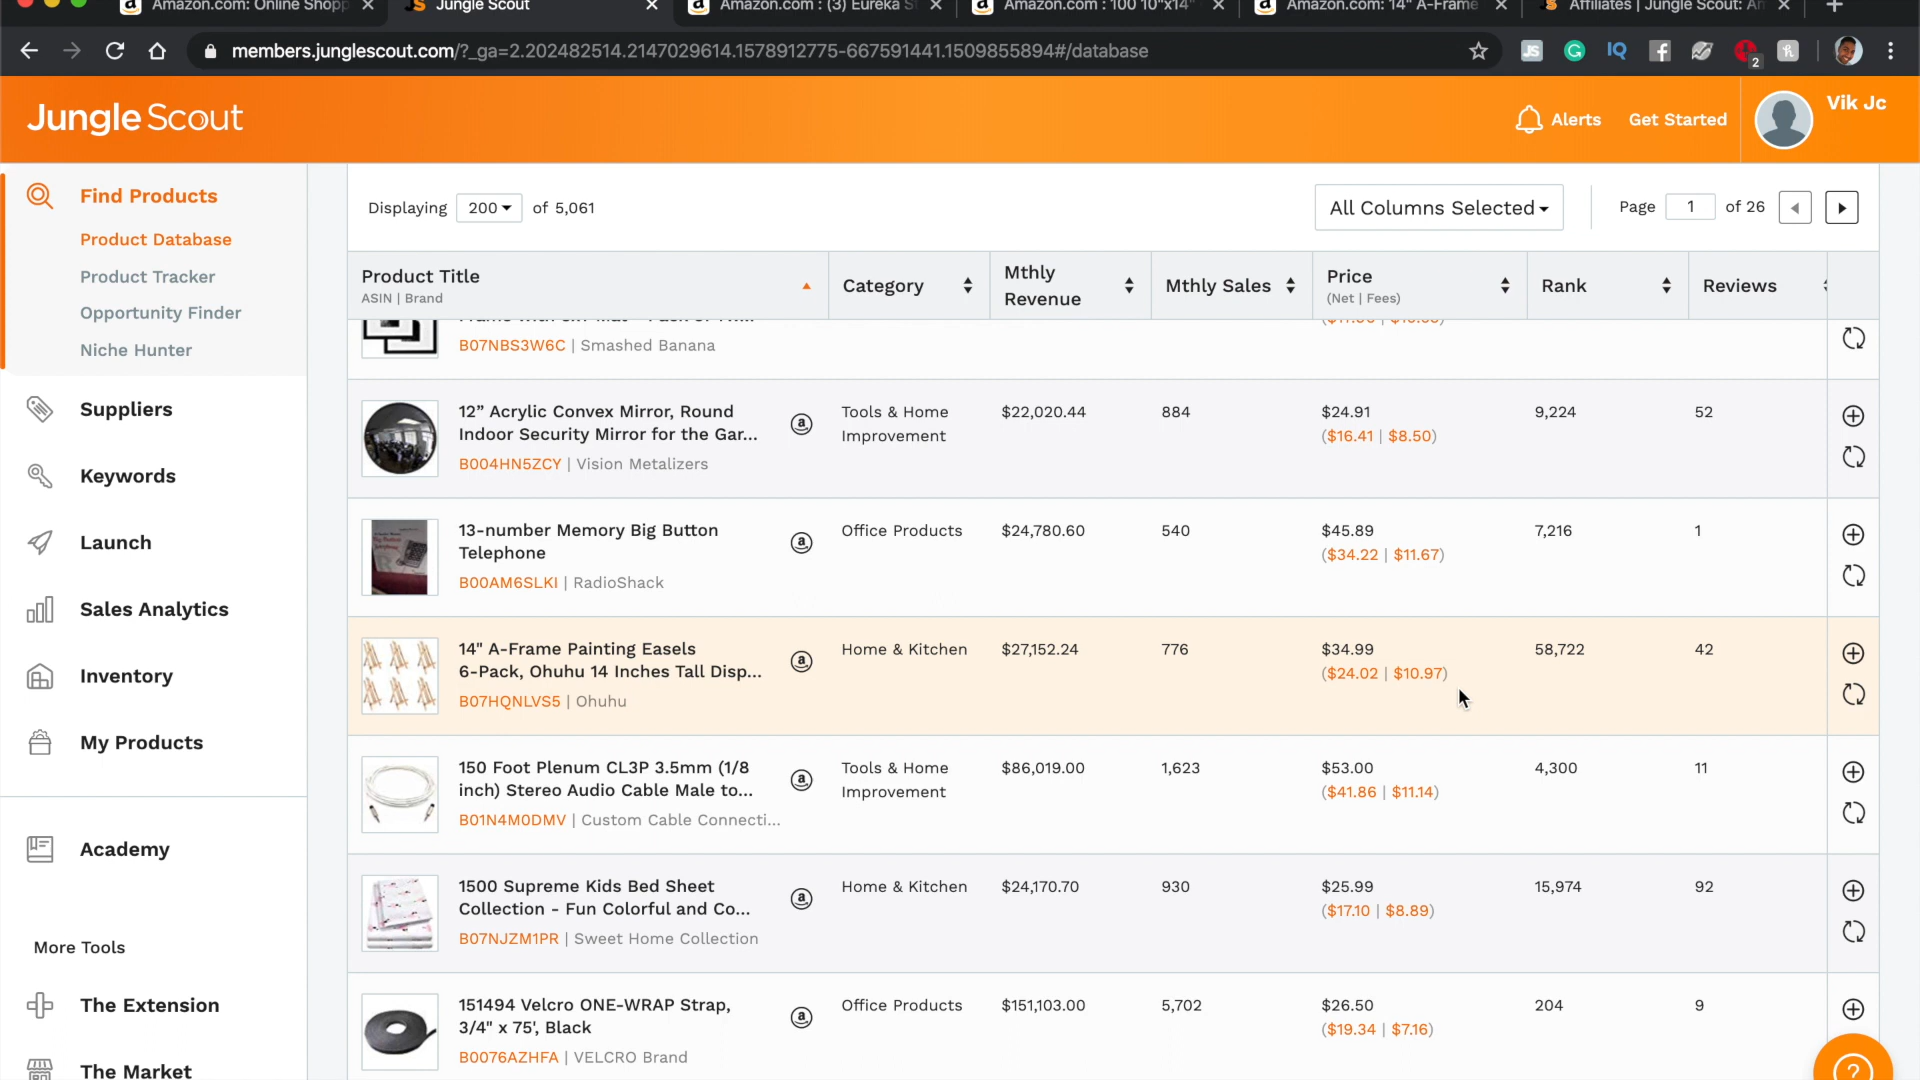 Amazon.com: Online Shopp
Jungle Scout
Amazon.com : (3) Eureka S
Amazon.com : 100 10"x14"
Amazon.com: 14" A-Frame
Affiliates | Jungle Scout: Am
members.junglescout.com/?_ga=2.202482514.2147029614.1578912775-667591441.1509855894#/database
2
Jungle Scout
Alerts
Get Started
Vik Jc
Find Products
Product Database
Product Tracker
Opportunity Finder
Niche Hunter
Suppliers
Keywords
Launch
Sales Analytics
Inventory
My Products
Academy
More Tools
The Extension
The Market
Displaying 200 of 5,061
All Columns Selected
Page 1 of 26
Product Title
ASIN | Brand
Category
Mthly
Revenue
Mthly Sales
Price
(Net | Fees)
Rank
Reviews
B07NBS3W6C | Smashed Banana
12” Acrylic Convex Mirror, Round
Indoor Security Mirror for the Gar...
B004HN5ZCY | Vision Metalizers
Tools & Home
Improvement
$22,020.44
884
$24.91
($16.41 | $8.50)
9,224
52
13-number Memory Big Button
Telephone
B00AM6SLKI | RadioShack
Office Products
$24,780.60
540
$45.89
($34.22 | $11.67)
7,216
1
14" A-Frame Painting Easels
6-Pack, Ohuhu 14 Inches Tall Disp...
B07HQNLVS5 | Ohuhu
Home & Kitchen
$27,152.24
776
$34.99
($24.02 | $10.97)
58,722
42
150 Foot Plenum CL3P 3.5mm (1/8
inch) Stereo Audio Cable Male to...
B01N4M0DMV | Custom Cable Connecti...
Tools & Home
Improvement
$86,019.00
1,623
$53.00
($41.86 | $11.14)
4,300
11
1500 Supreme Kids Bed Sheet
Collection - Fun Colorful and Co...
B07NJZM1PR | Sweet Home Collection
Home & Kitchen
$24,170.70
930
$25.99
($17.10 | $8.89)
15,974
92
151494 Velcro ONE-WRAP Strap,
3/4" x 75', Black
B0076AZHFA | VELCRO Brand
Office Products
$151,103.00
5,702
$26.50
($19.34 | $7.16)
204
9